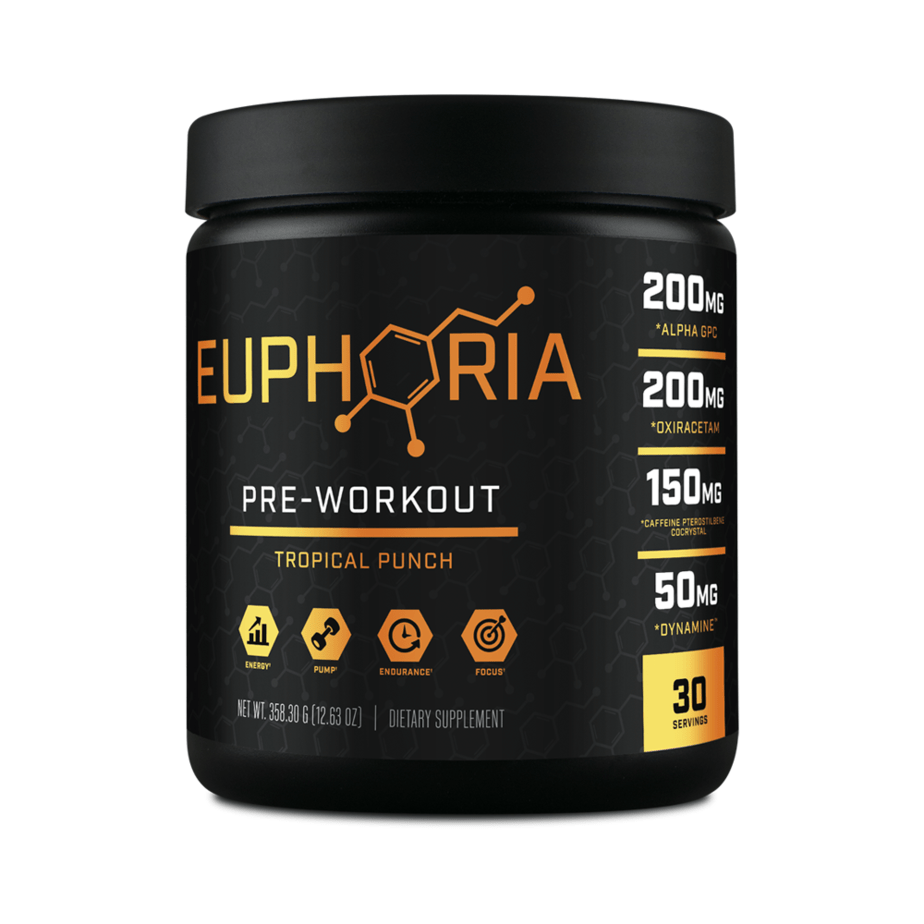 EUPHORIA
PRE-WORKOUT
TROPICAL PUNCH
ENERGY†
PUMP†
ENDURANCE†
FOCUS†
NET WT. 358.30 G (12.63 OZ) | DIETARY SUPPLEMENT
200MG
*ALPHA GPC
200MG
*OXIRACETAM
150MG
*CAFFEINE PTEROSTILBENE
COCRYSTAL
50MG
*DYNAMINE™
30
SERVINGS